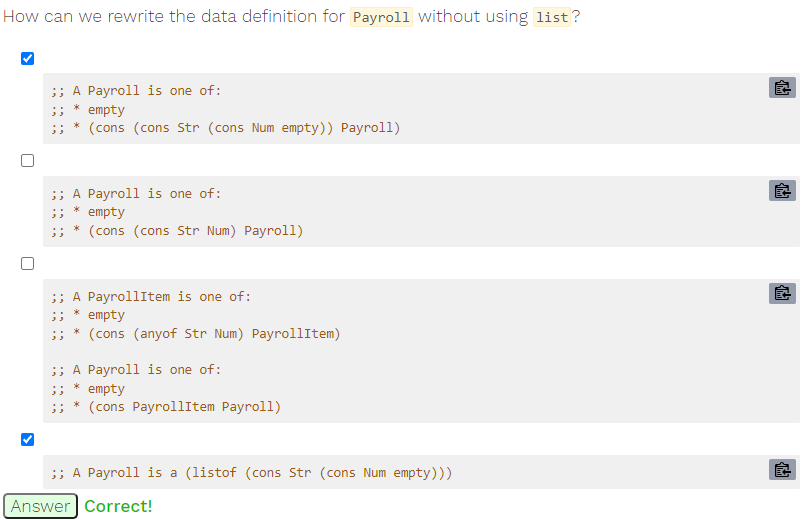 How can we rewrite the data definition for Payroll without using list?
;; A Payroll is one of:
;; * empty
;; * (cons (cons Str (cons Num empty)) Payroll)
;; A Payroll is one of:
;; * empty
;; * (cons (cons Str Num) Payroll)
;; A PayrollItem is one of:
;; * empty
;; * (cons (anyof Str Num) PayrollItem)
;; A Payroll is one of:
;; * empty
;; * (cons PayrollItem Payroll)
;; A Payroll is a (listof (cons Str (cons Num empty)))
Answer Correct!